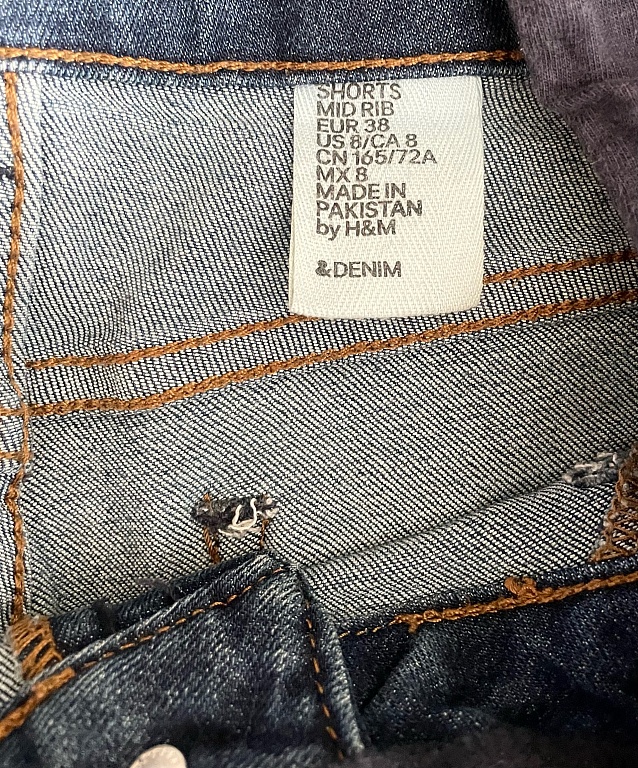 SHORTS
MID RIB
EUR 38
US 8/CA 8
CN 165/72A
MX 8
MADE IN
PAKISTAN
by H&M
&DENIM